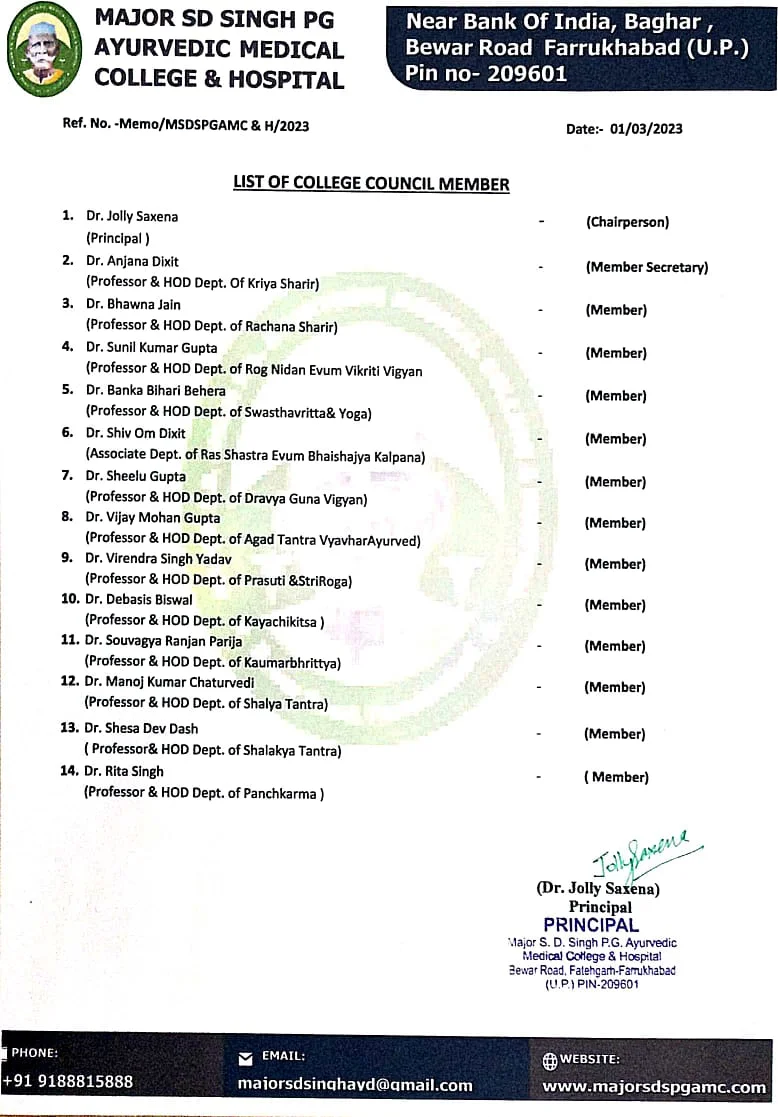 MAJOR SD SINGH PG
AYURVEDIC MEDICAL
COLLEGE & HOSPITAL
Near Bank Of India, Baghar ,
Bewar Road Farrukhabad (U.P.)
Pin no- 209601
Ref. No. -Memo/MSDSPGAMC & H/2023
Date:- 01/03/2023
LIST OF COLLEGE COUNCIL MEMBER
1. Dr. Jolly Saxena - (Chairperson)
(Principal )
2. Dr. Anjana Dixit - (Member Secretary)
(Professor & HOD Dept. Of Kriya Sharir)
3. Dr. Bhawna Jain - (Member)
(Professor & HOD Dept. of Rachana Sharir)
4. Dr. Sunil Kumar Gupta - (Member)
(Professor & HOD Dept. of Rog Nidan Evum Vikriti Vigyan
5. Dr. Banka Bihari Behera - (Member)
(Professor & HOD Dept. of Swasthavritta& Yoga)
6. Dr. Shiv Om Dixit - (Member)
(Associate Dept. of Ras Shastra Evum Bhaishajya Kalpana)
7. Dr. Sheelu Gupta - (Member)
(Professor & HOD Dept. of Dravya Guna Vigyan)
8. Dr. Vijay Mohan Gupta - (Member)
(Professor & HOD Dept. of Agad Tantra VyavharAyurved)
9. Dr. Virendra Singh Yadav - (Member)
(Professor & HOD Dept. of Prasuti &StriRoga)
10. Dr. Debasis Biswal - (Member)
(Professor & HOD Dept. of Kayachikitsa )
11. Dr. Souvagya Ranjan Parija - (Member)
(Professor & HOD Dept. of Kaumarbhrittya)
12. Dr. Manoj Kumar Chaturvedi - (Member)
(Professor & HOD Dept. of Shalya Tantra)
13. Dr. Shesa Dev Dash - (Member)
( Professor& HOD Dept. of Shalakya Tantra)
14. Dr. Rita Singh - ( Member)
(Professor & HOD Dept. of Panchkarma )
Jolly Saxena
(Dr. Jolly Saxena)
Principal
PRINCIPAL
Major S. D. Singh P.G. Ayurvedic
Medical College & Hospital
Bewar Road, Fatehgarh-Farrukhabad
(U.P.) PIN-209601
PHONE:
+91 9188815888
EMAIL:
majorsdsinghayd@gmail.com
WEBSITE:
www.majorsdspgamc.com